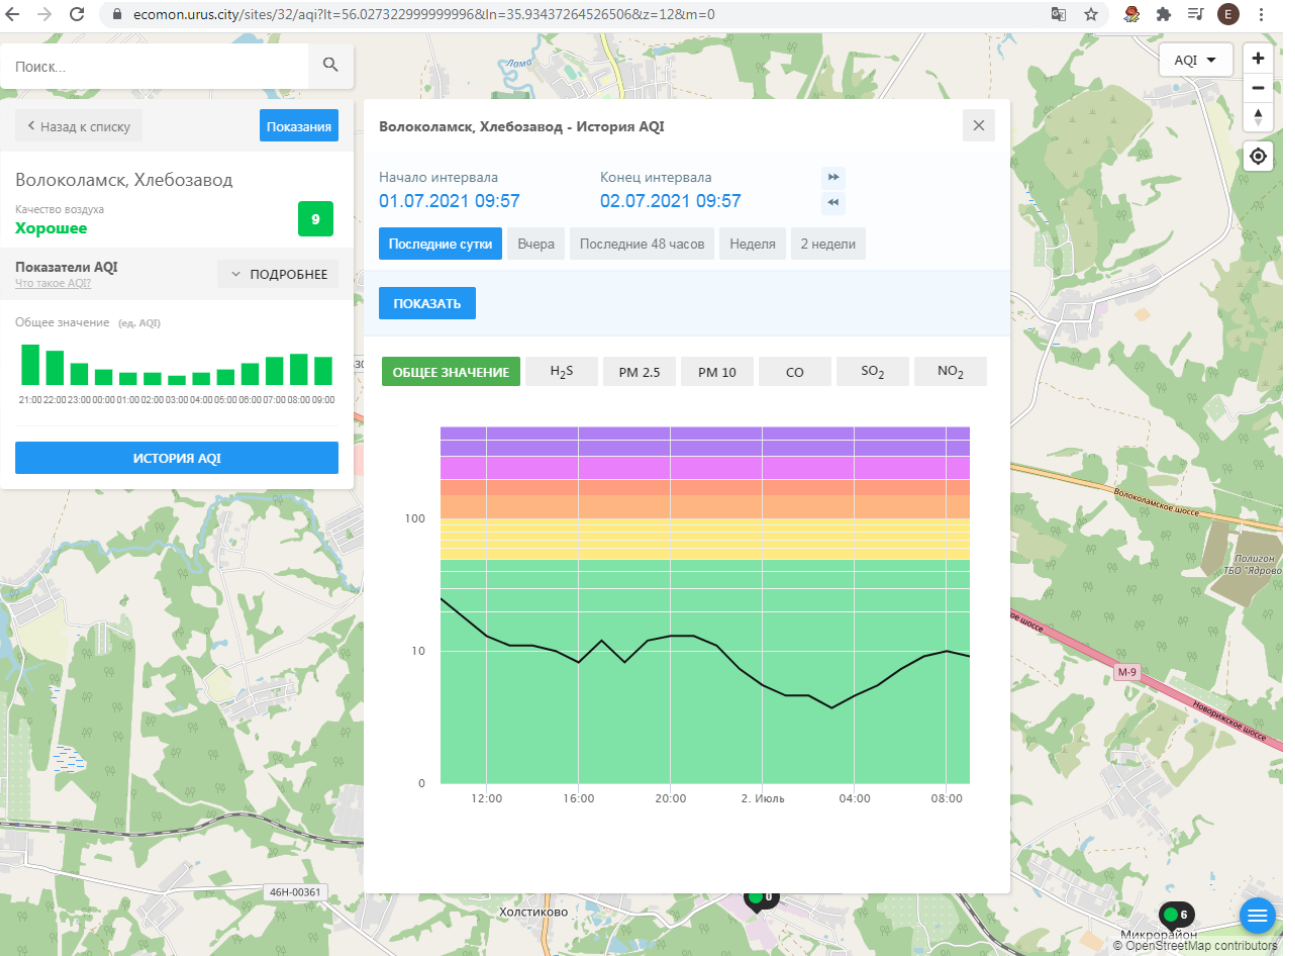 ecomon.urus.city/sites/32/aqi?lt=56.027322999999996&ln=35.93437264526506&z=12&m=0
E
Поиск...
AQI
Назад к списку
Показания
Волоколамск, Хлебозавод
Качество воздуха
Хорошее
9
Показатели AQI
Что такое AQI?
ПОДРОБНЕЕ
Общее значение (ед. AQI)
21:00 22:00 23:00 00:00 01:00 02:00 03:00 04:00 05:00 06:00 07:00 08:00 09:00
ИСТОРИЯ AQI
Волоколамск, Хлебозавод - История AQI
Начало интервала
Конец интервала
01.07.2021 09:57
02.07.2021 09:57
Последние сутки
Вчера
Последние 48 часов
Неделя
2 недели
ПОКАЗАТЬ
ОБЩЕЕ ЗНАЧЕНИЕ
H2S
PM 2.5
PM 10
CO
SO2
NO2
100
10
0
12:00
16:00
20:00
2. Июль
04:00
08:00
Лома
Волоколамское шоссе
Полигон
ТБО "Ядрово
M-9
Новорижское шоссе
46Н-00361
Холстиково
0
6
Микрорайон
© OpenStreetMap contributors